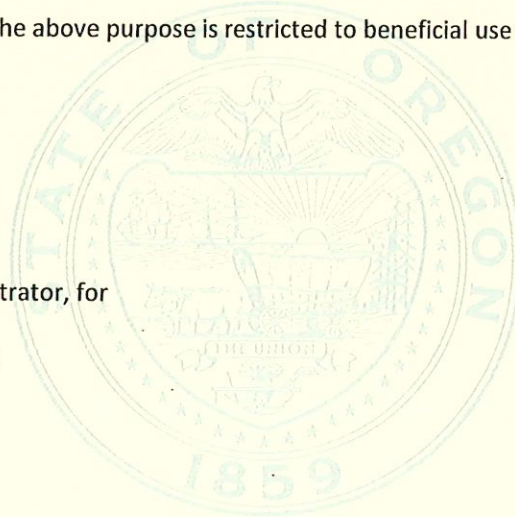 he above purpose is restricted to beneficial use
STATE OF OREGON
trator, for
THE UNION
1859